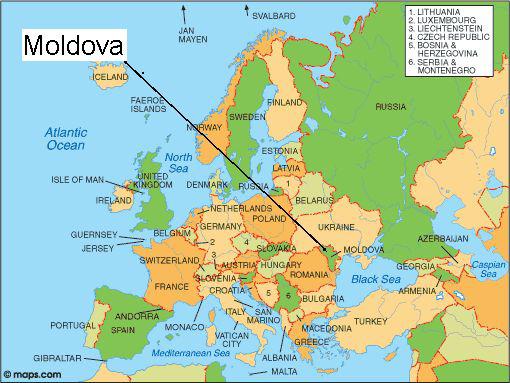 SVALBARD
JAN
MAYEN
1. LITHUANIA
2. LUXEMBOURG
3. LIECHTENSTEIN
4. CZECH REPUBLIC
5. BOSNIA &
HERZEGOVINA
6. SERBIA &
MONTENEGRO
Moldova
ICELAND
FAEROE
ISLANDS
FINLAND
RUSSIA
Atlantic
Ocean
NORWAY
SWEDEN
North
Sea
ESTONIA
LATVIA
ISLE OF MAN
UNITED
KINGDOM
DENMARK
RUSSIA
1
IRELAND
BELARUS
NETHERLANDS
POLAND
GUERNSEY
JERSEY
BELGIUM
GERMANY
UKRAINE
2
4
SLOVAKIA
MOLDOVA
AZERBAIJAN
SWITZERLAND
3
AUSTRIA
HUNGARY
ROMANIA
GEORGIA
Caspian
Sea
SLOVENIA
FRANCE
CROATIA
5
6
BULGARIA
Black Sea
ARMENIA
ANDORRA
PORTUGAL
SPAIN
MONACO
ITALY
SAN
MARINO
VATICAN
CITY
MACEDONIA
TURKEY
GREECE
ALBANIA
Mediterranean Sea
GIBRALTAR
MALTA
© maps.com